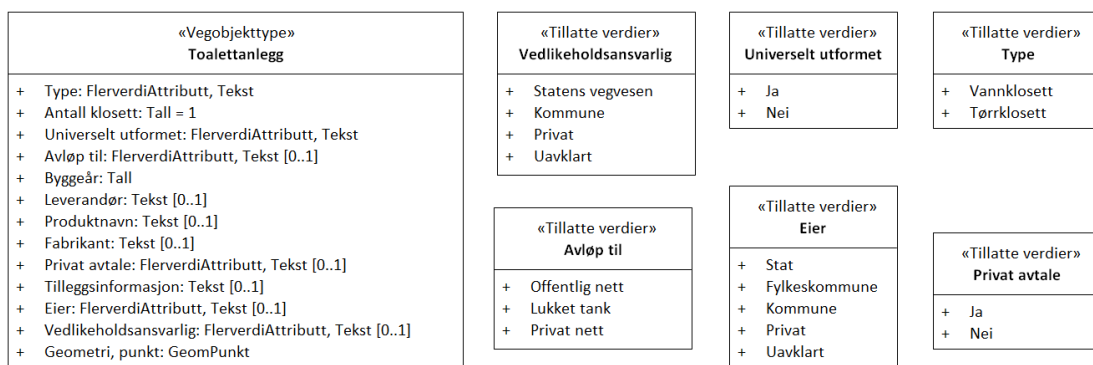 «Vegobjekttype»
Toalettanlegg
+ Type: FlerverdiAttributt, Tekst
+ Antall klosett: Tall = 1
+ Universelt utformet: FlerverdiAttributt, Tekst
+ Avløp til: FlerverdiAttributt, Tekst [0..1]
+ Byggeår: Tall
+ Leverandør: Tekst [0..1]
+ Produktnavn: Tekst [0..1]
+ Fabrikant: Tekst [0..1]
+ Privat avtale: FlerverdiAttributt, Tekst [0..1]
+ Tilleggsinformasjon: Tekst [0..1]
+ Eier: FlerverdiAttributt, Tekst [0..1]
+ Vedlikeholdsansvarlig: FlerverdiAttributt, Tekst [0..1]
+ Geometri, punkt: GeomPunkt
«Tillatte verdier»
Vedlikeholdsansvarlig
+ Statens vegvesen
+ Kommune
+ Privat
+ Uavklart
«Tillatte verdier»
Universelt utformet
+ Ja
+ Nei
«Tillatte verdier»
Type
+ Vannklosett
+ Tørrklosett
«Tillatte verdier»
Avløp til
+ Offentlig nett
+ Lukket tank
+ Privat nett
«Tillatte verdier»
Eier
+ Stat
+ Fylkeskommune
+ Kommune
+ Privat
+ Uavklart
«Tillatte verdier»
Privat avtale
+ Ja
+ Nei